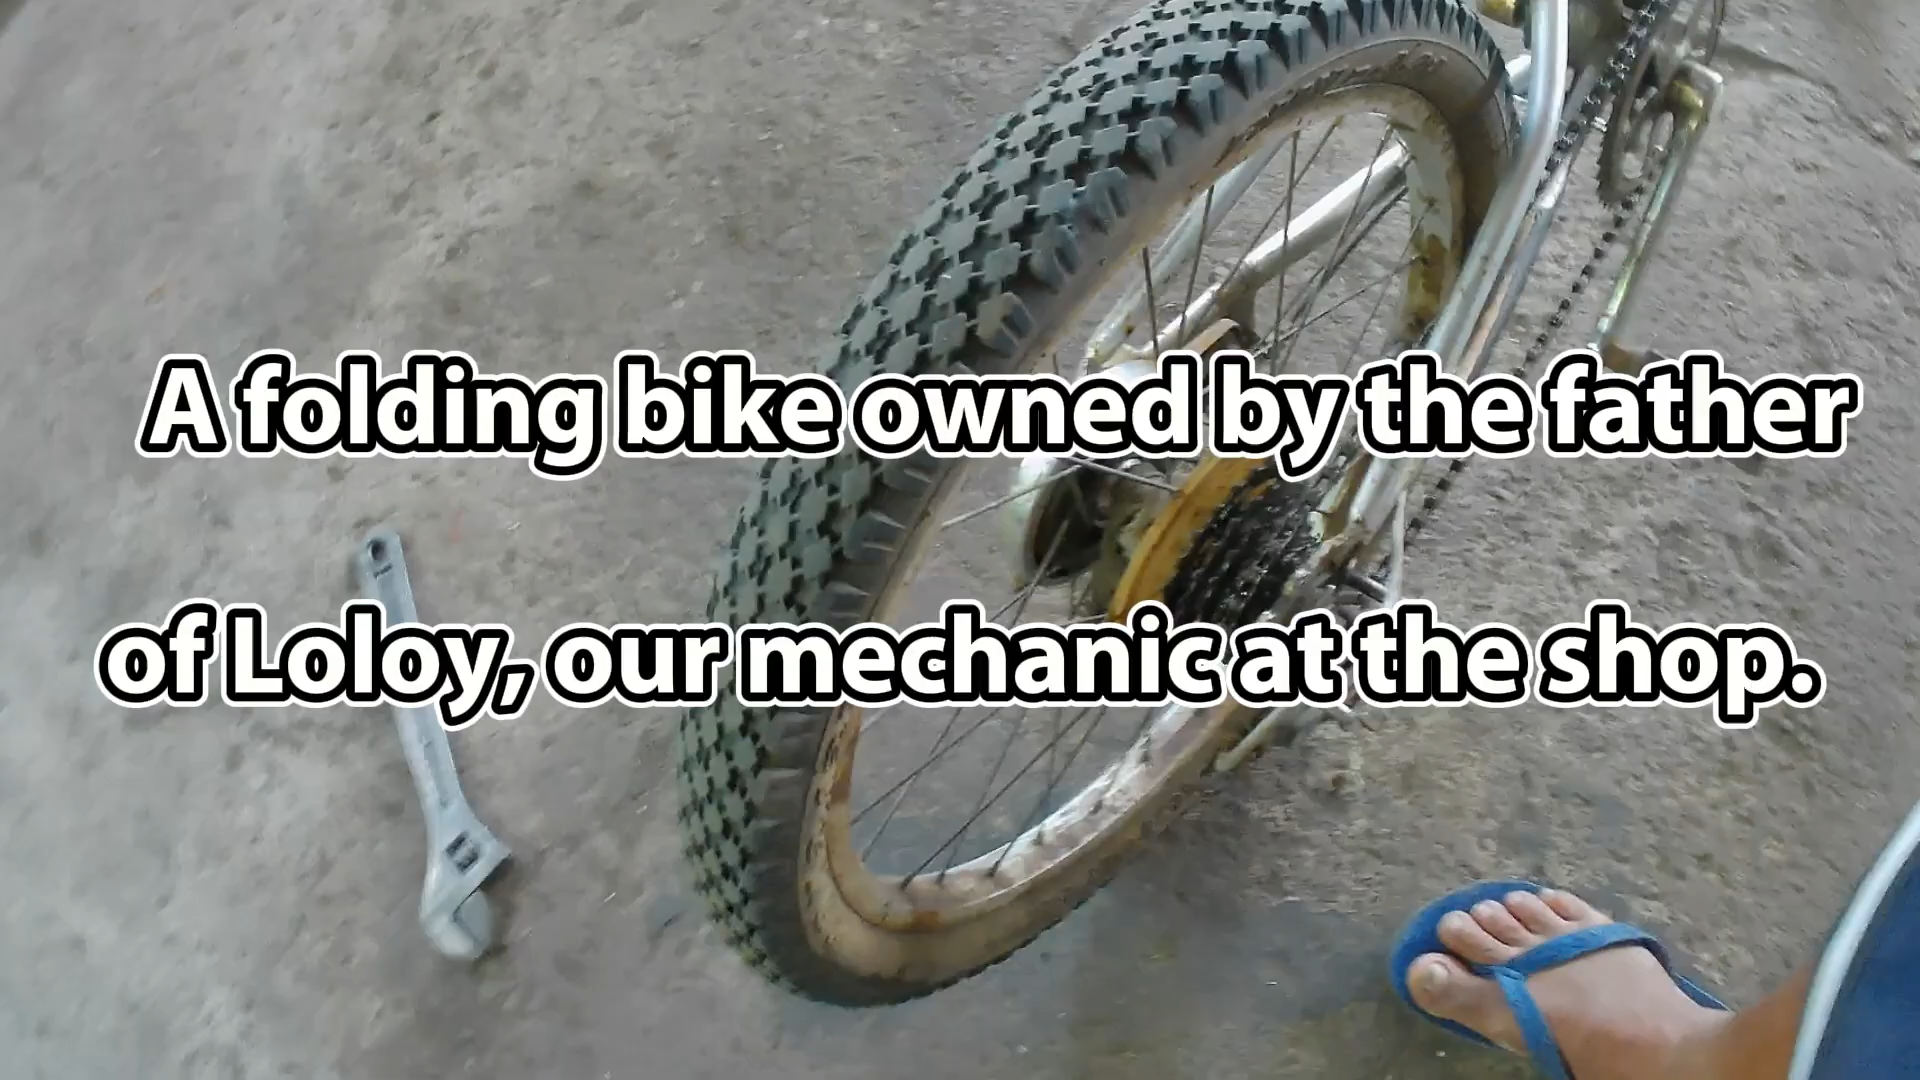 A folding bike owned by the father
of Loloy, our mechanic at the shop.